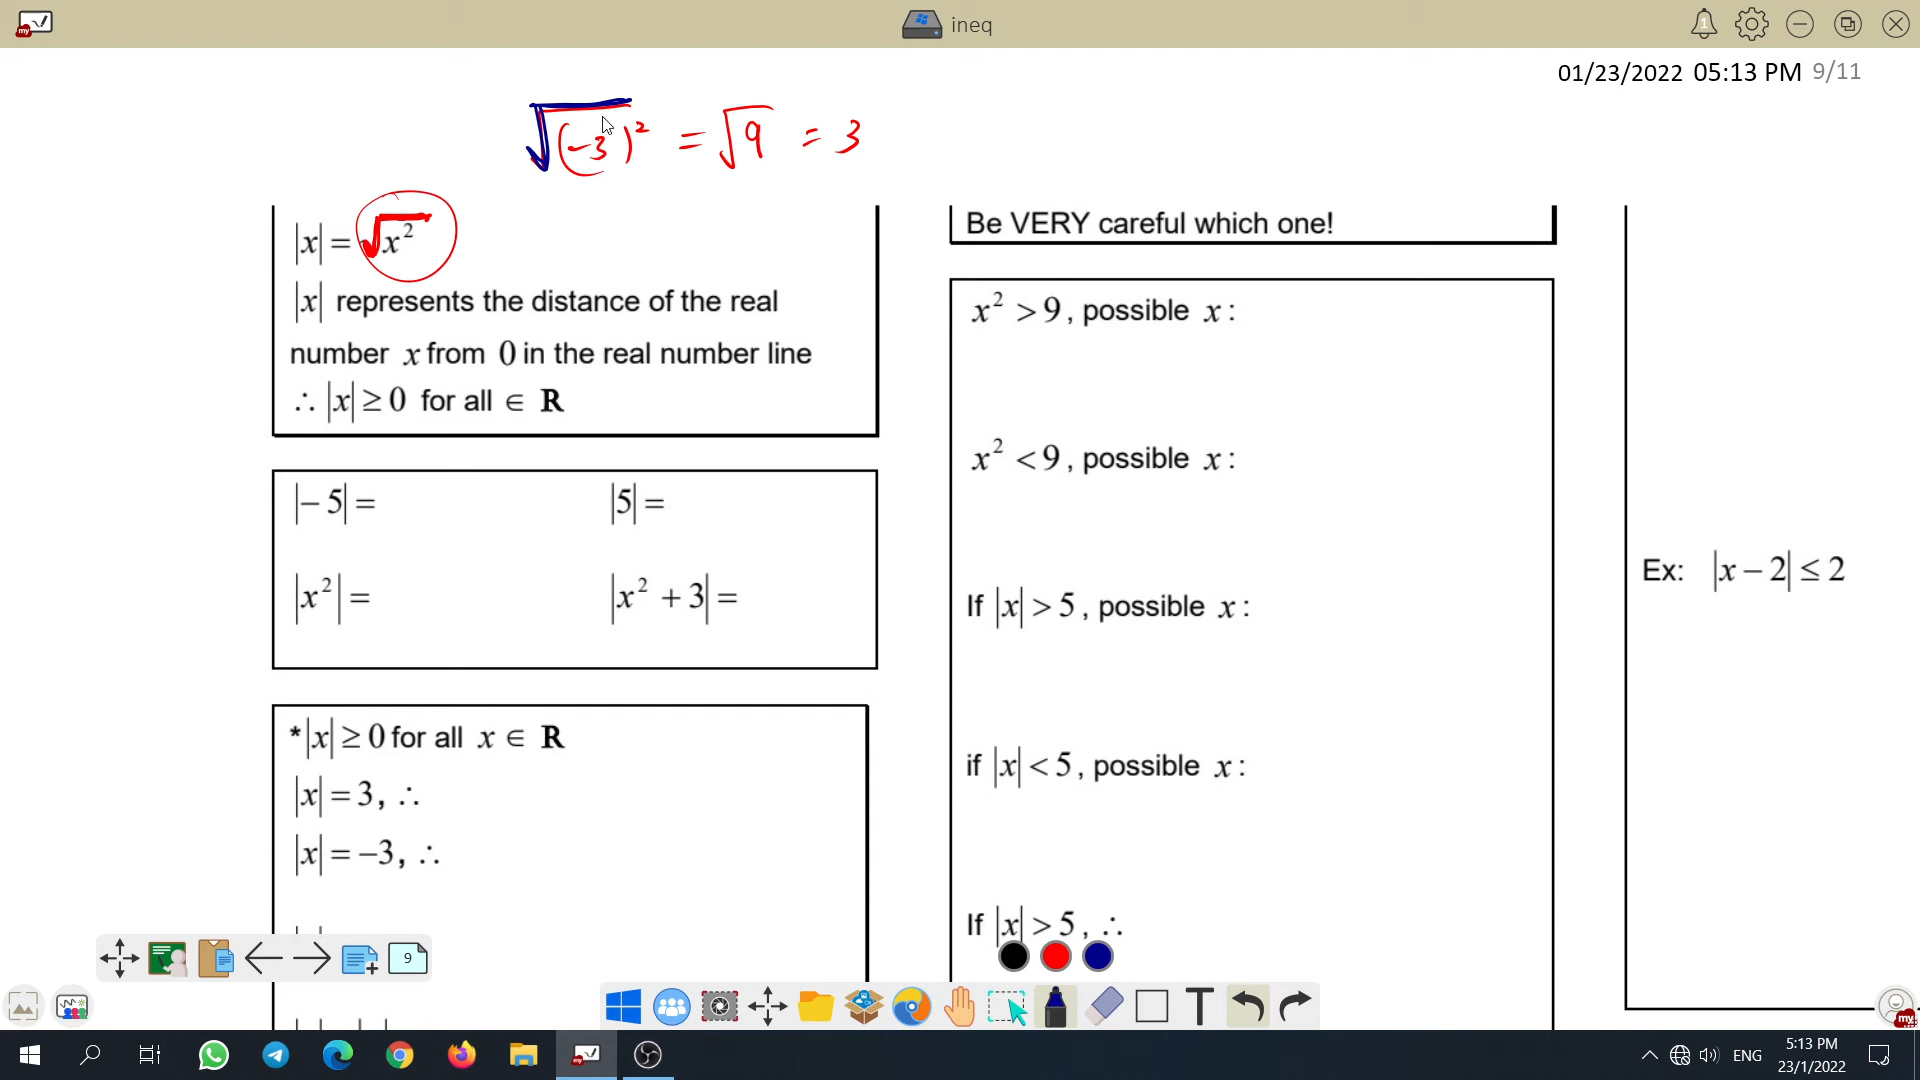 ineq
1
01/23/2022 05:13 PM 9/11
√(-3)² = √9 = 3
|x| = √x²
|x| represents the distance of the real
number x from 0 in the real number line
∴ |x| ≥ 0 for all ∈ R
|− 5| =
|5| =
|x²| =
|x² + 3| =
*|x| ≥ 0 for all x ∈ R
|x| = 3, ∴
|x| = −3, ∴
Be VERY careful which one!
x² > 9, possible x :
x² < 9, possible x :
If |x| > 5, possible x :
if |x| < 5, possible x :
If |x| > 5, ∴
Ex: |x − 2| ≤ 2
9
T
my
ENG
5:13 PM
23/1/2022